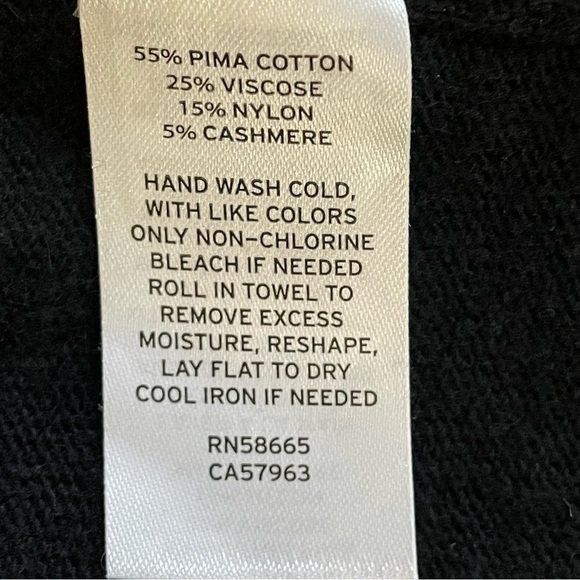 55% PIMA COTTON
25% VISCOSE
15% NYLON
5% CASHMERE
HAND WASH COLD,
WITH LIKE COLORS
ONLY NON-CHLORINE
BLEACH IF NEEDED
ROLL IN TOWEL TO
REMOVE EXCESS
MOISTURE, RESHAPE,
LAY FLAT TO DRY
COOL IRON IF NEEDED
RN58665
CA57963